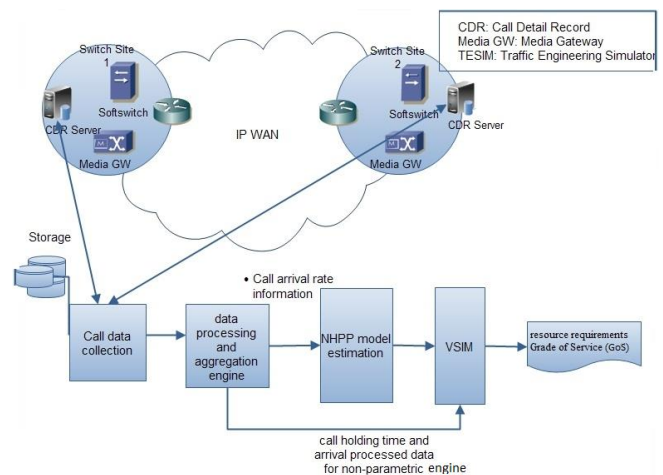 CDR: Call Detail Record
Media GW: Media Gateway
TESIM: Traffic Engineering Simulator
Switch Site
1
Softswitch
CDR Server
Media GW
IP WAN
Switch Site
2
Softswitch
CDR Server
Media GW
Storage
• Call arrival rate
information
Call data
collection
data
processing
and
aggregation
engine
NHPP model
estimation
VSIM
resource requirements
Grade of Service (GoS)
call holding time and
arrival processed data
for non-parametric engine